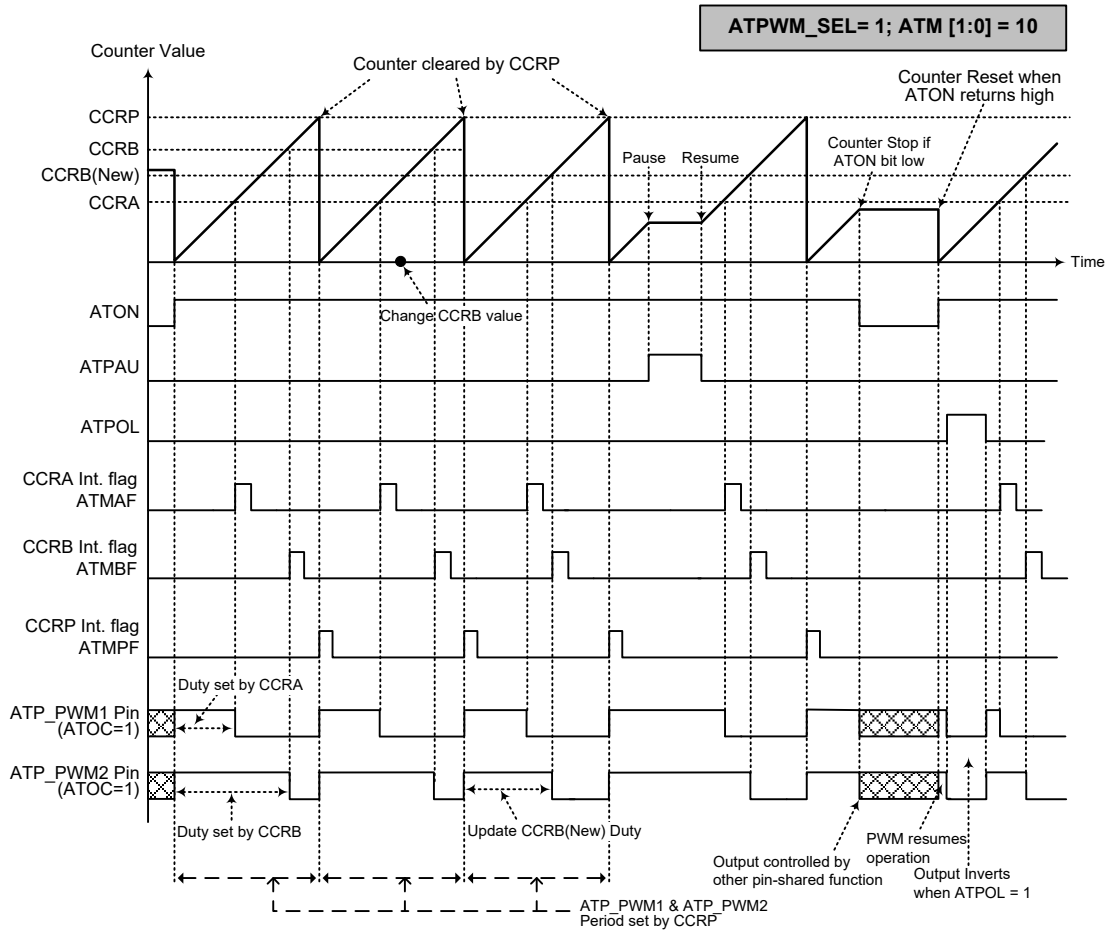 ATPWM_SEL= 1; ATM [1:0] = 10
Counter Value
Counter cleared by CCRP
Counter Reset when
ATON returns high
CCRP
CCRB
CCRB(New)
CCRA
Pause
Resume
Counter Stop if
ATON bit low
Time
Change CCRB value
ATON
ATPAU
ATPOL
CCRA Int. flag
ATMAF
CCRB Int. flag
ATMBF
CCRP Int. flag
ATMPF
Duty set by CCRA
ATP_PWM1 Pin
(ATOC=1)
ATP_PWM2 Pin
(ATOC=1)
Duty set by CCRB
Update CCRB(New) Duty
PWM resumes
operation
Output controlled by
other pin-shared function
Output Inverts
when ATPOL = 1
ATP_PWM1 & ATP_PWM2
Period set by CCRP